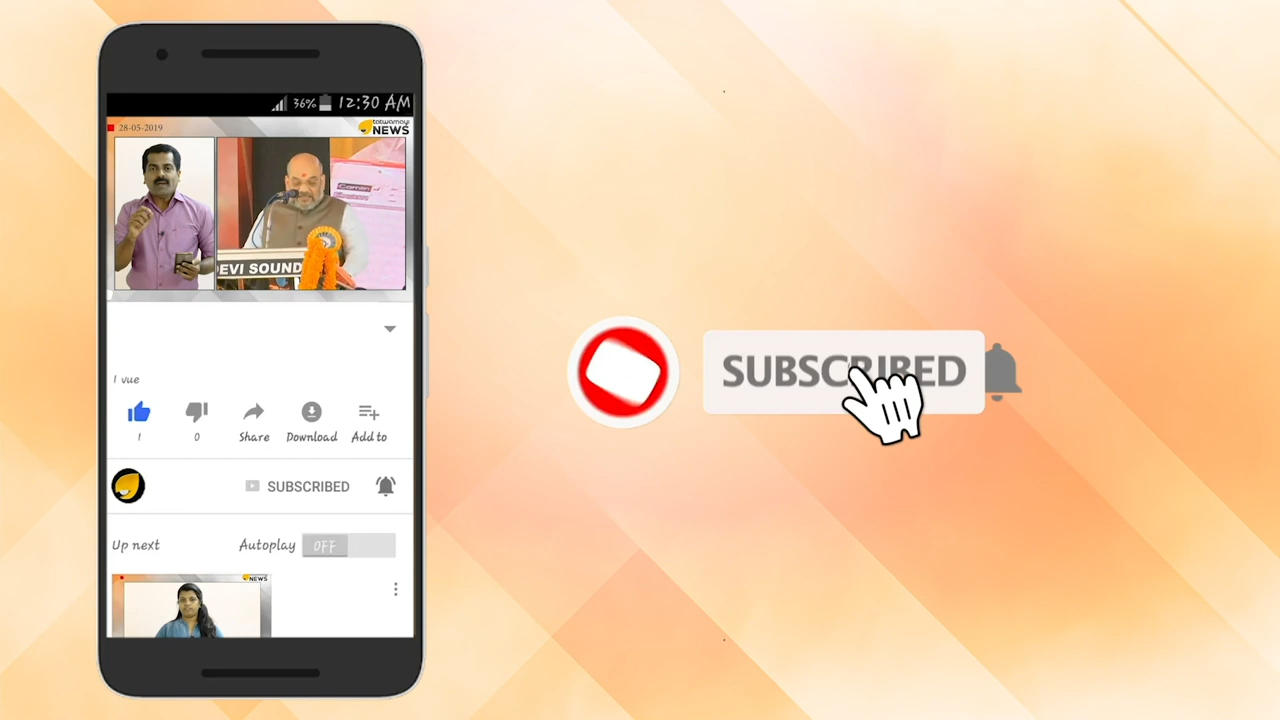 36%
12:30 AM
28-05-2019
tatwamayi
NEWS
DEVI SOUND
1 vue
1
0
Share
Download
Add to
SUBSCRIBED
Up next
Autoplay
OFF
NEWS
SUBSCRIBED